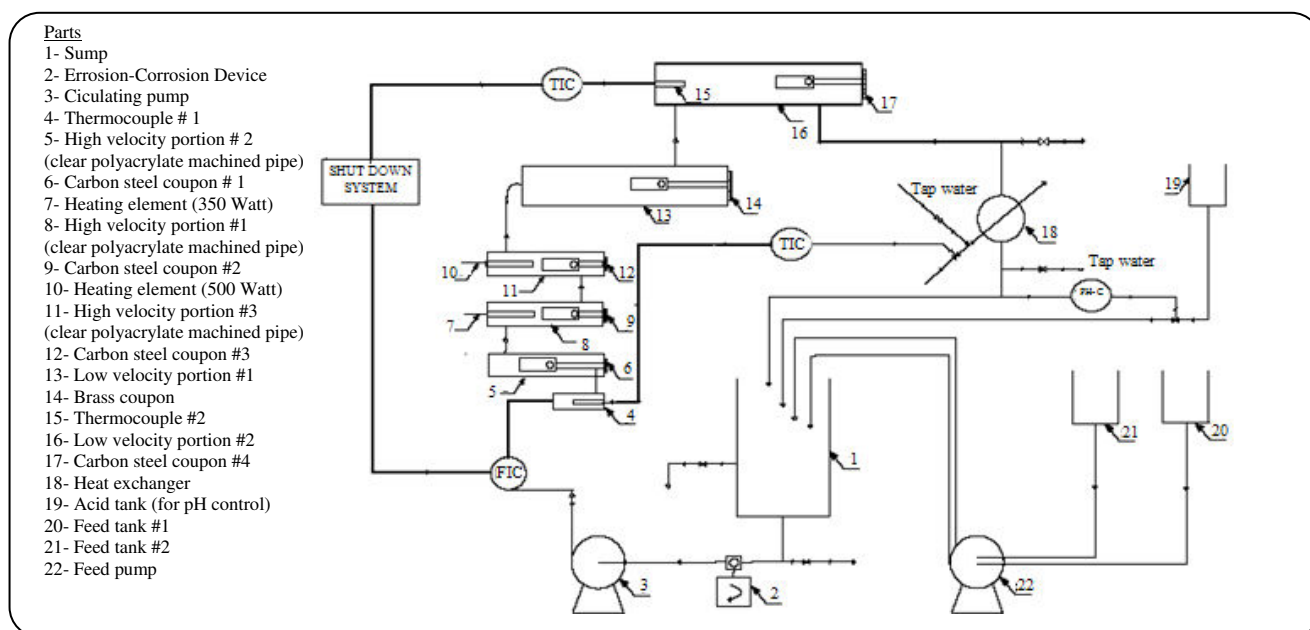 Parts
1- Sump
2- Errosion-Corrosion Device
3- Ciculating pump
4- Thermocouple # 1
5- High velocity portion # 2
(clear polyacrylate machined pipe)
6- Carbon steel coupon # 1
7- Heating element (350 Watt)
8- High velocity portion #1
(clear polyacrylate machined pipe)
9- Carbon steel coupon #2
10- Heating element (500 Watt)
11- High velocity portion #3
(clear polyacrylate machined pipe)
12- Carbon steel coupon #3
13- Low velocity portion #1
14- Brass coupon
15- Thermocouple #2
16- Low velocity portion #2
17- Carbon steel coupon #4
18- Heat exchanger
19- Acid tank (for pH control)
20- Feed tank #1
21- Feed tank #2
22- Feed pump
TIC
15
17
16
SHUT DOWN
SYSTEM
19
Tap water
14
13
18
TIC
10
12
11
Tap water
PH-C
7
9
8
6
5
4
21
20
1
FIC
3
2
22